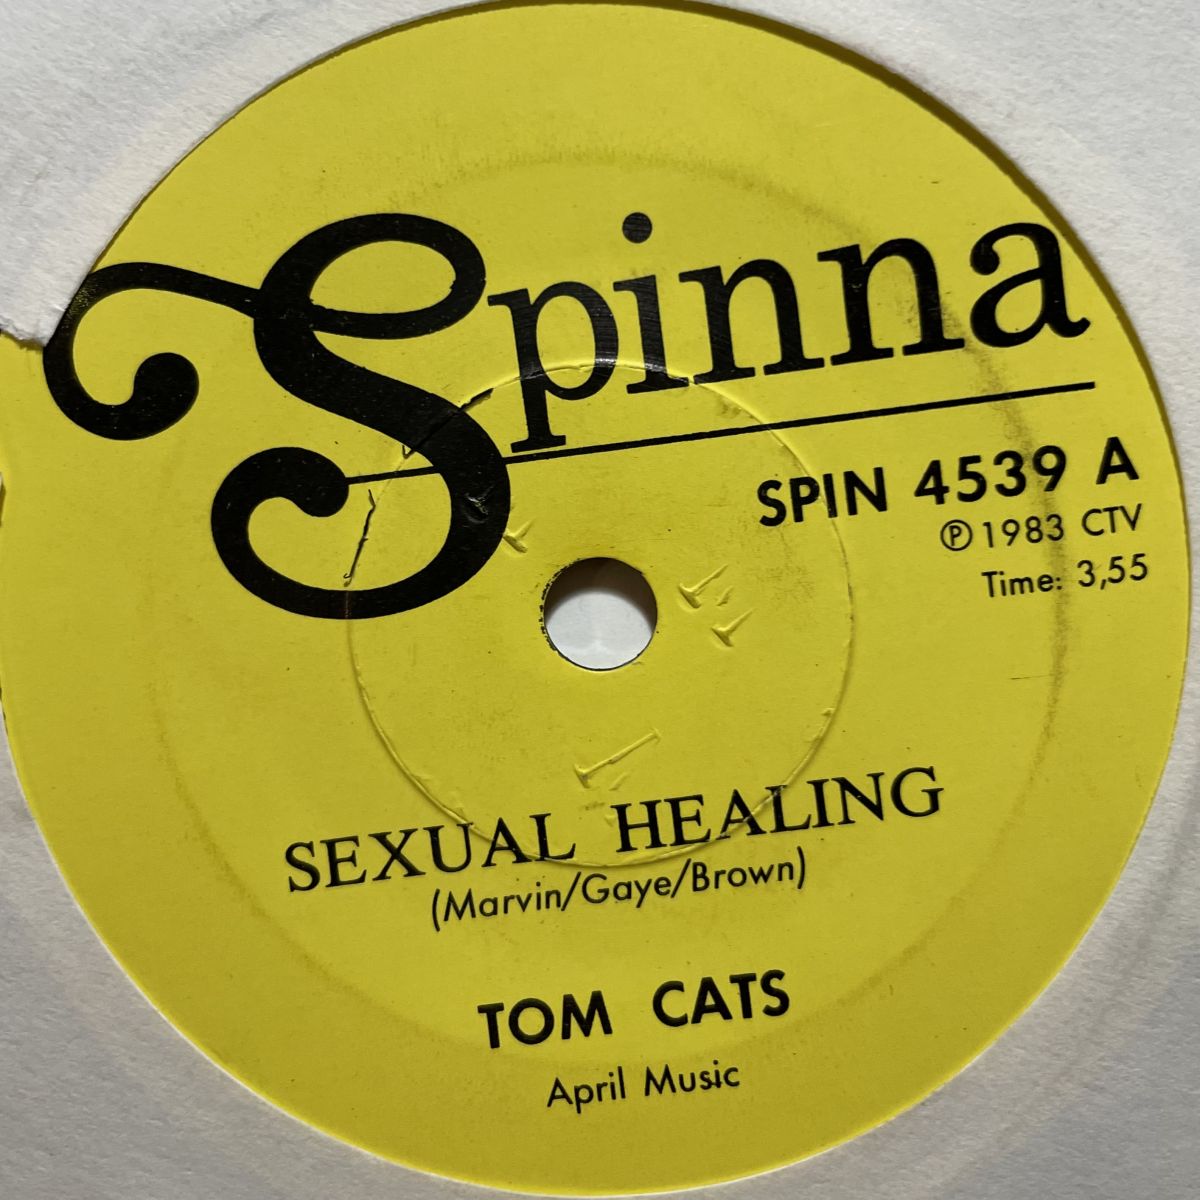 Spinna
SPIN 4539 A
℗ 1983 CTV
Time: 3,55
SEXUAL HEALING
(Marvin/Gaye/Brown)
TOM CATS
April Music